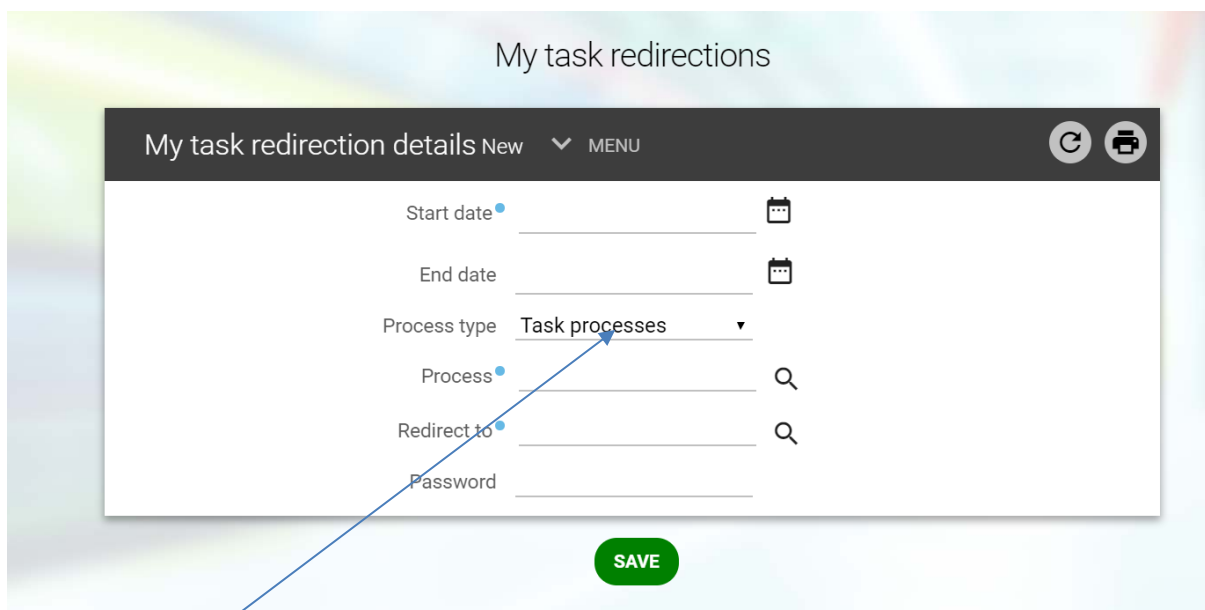 My task redirections
My task redirection details New MENU
Start date
End date
Process type Task processes
Process
Redirect to
Password
SAVE